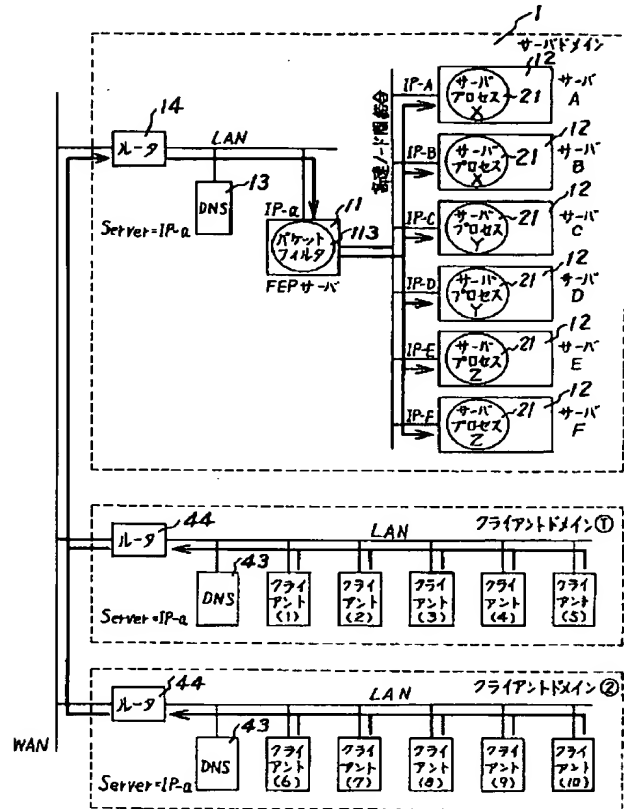 1
サーバドメイン
14
ルータ
LAN
13
DNS
Server=IP-a
IP-a
11
パケット
フィルタ
113
FEPサーバ
高速ノード間結合
IP-A
12
サーバ
プロセス
X
21
サーバ
A
IP-B
12
サーバ
プロセス
X
21
サーバ
B
IP-C
12
サーバ
プロセス
Y
21
サーバ
C
IP-D
12
サーバ
プロセス
Y
21
サーバ
D
IP-E
12
サーバ
プロセス
Z
21
サーバ
E
IP-F
12
サーバ
プロセス
Z
21
サーバ
F
44
ルータ
LAN
クライアントドメイン①
43
DNS
Server=IP-a
クライ
アント
(1)
クライ
アント
(2)
クライ
アント
(3)
クライ
アント
(4)
クライ
アント
(5)
44
ルータ
LAN
クライアントドメイン②
WAN
43
DNS
Server=IP-a
クライ
アント
(6)
クライ
アント
(7)
クライ
アント
(8)
クライ
アント
(9)
クライ
アント
(10)